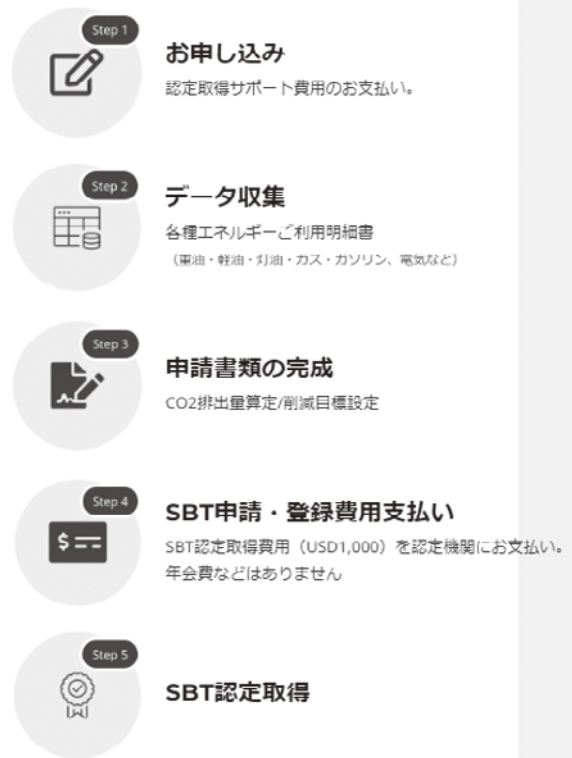 Step 1
お申し込み
認定取得サポート費用のお支払い。
Step 2
データ収集
各種エネルギーご利用明細書
（重油・軽油・灯油・ガス・ガソリン、電気など）
Step 3
申請書類の完成
CO2排出量算定/削減目標設定
Step 4
SBT申請・登録費用支払い
SBT認定取得費用（USD1,000）を認定機関にお支払い。
年会費などはありません
Step 5
SBT認定取得